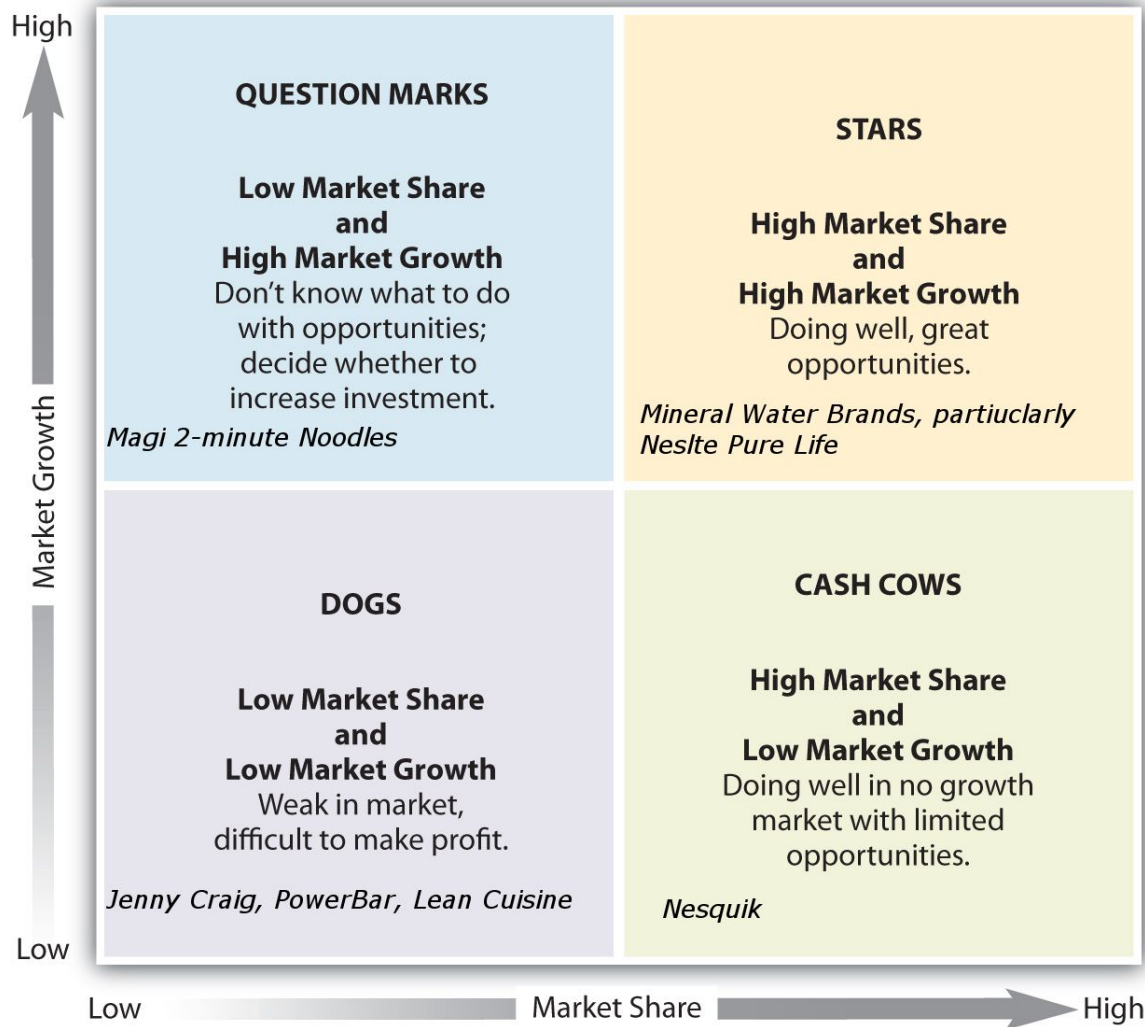 High
QUESTION MARKS
Low Market Share
and
High Market Growth
Don't know what to do
with opportunities;
decide whether to
increase investment.
Magi 2-minute Noodles
STARS
High Market Share
and
High Market Growth
Doing well, great
opportunities.
Mineral Water Brands, partiuclarly
Neslte Pure Life
Market Growth
DOGS
Low Market Share
and
Low Market Growth
Weak in market,
difficult to make profit.
Jenny Craig, PowerBar, Lean Cuisine
CASH COWS
High Market Share
and
Low Market Growth
Doing well in no growth
market with limited
opportunities.
Nesquik
Low
Low
Market Share
High